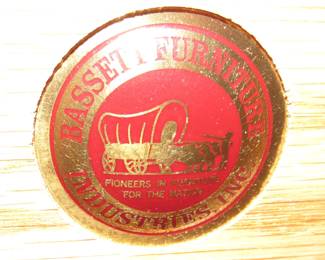 BASSETT FURNITURE
INDUSTRIES INC
PIONEERS IN FURNITURE
FOR THE NATION